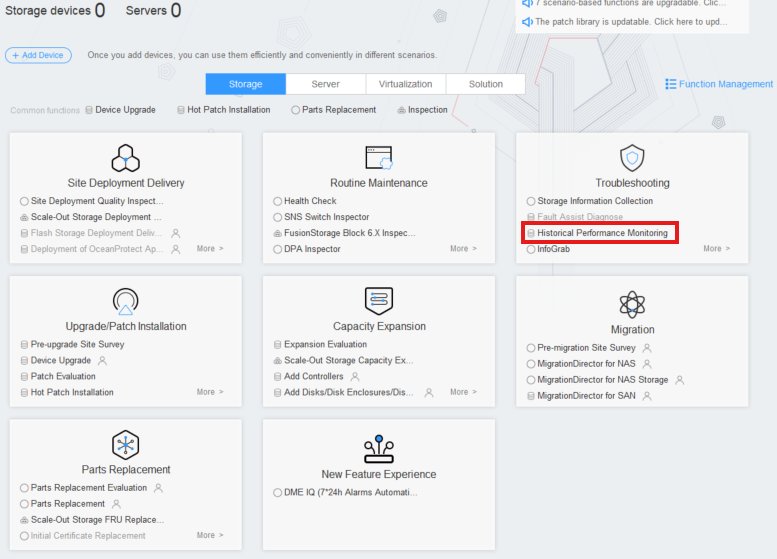 Storage devices 0 Servers 0
7 scenario-based functions are upgradable. Clic...
The patch library is updatable. Click here to upd...
+ Add Device Once you add devices, you can use them efficiently and conveniently in different scenarios.
Storage Server Virtualization Solution
Function Management
Common functions Device Upgrade Hot Patch Installation Parts Replacement Inspection
Site Deployment Delivery
Site Deployment Quality Inspect...
Scale-Out Storage Deployment ...
Flash Storage Deployment Deliv...
Deployment of OceanProtect Ap... More >
Routine Maintenance
Health Check
SNS Switch Inspector
FusionStorage Block 6.X Inspec...
DPA Inspector More >
Troubleshooting
Storage Information Collection
Fault Assist Diagnose
Historical Performance Monitoring
InfoGrab More >
Upgrade/Patch Installation
Pre-upgrade Site Survey
Device Upgrade
Patch Evaluation
Hot Patch Installation More >
Capacity Expansion
Expansion Evaluation
Scale-Out Storage Capacity Ex...
Add Controllers
Add Disks/Disk Enclosures/Dis... More >
Migration
Pre-migration Site Survey
MigrationDirector for NAS
MigrationDirector for NAS Storage
MigrationDirector for SAN
Parts Replacement
Parts Replacement Evaluation
Parts Replacement
Scale-Out Storage FRU Replace...
Initial Certificate Replacement More >
New Feature Experience
DME IQ (7*24h Alarms Automati...